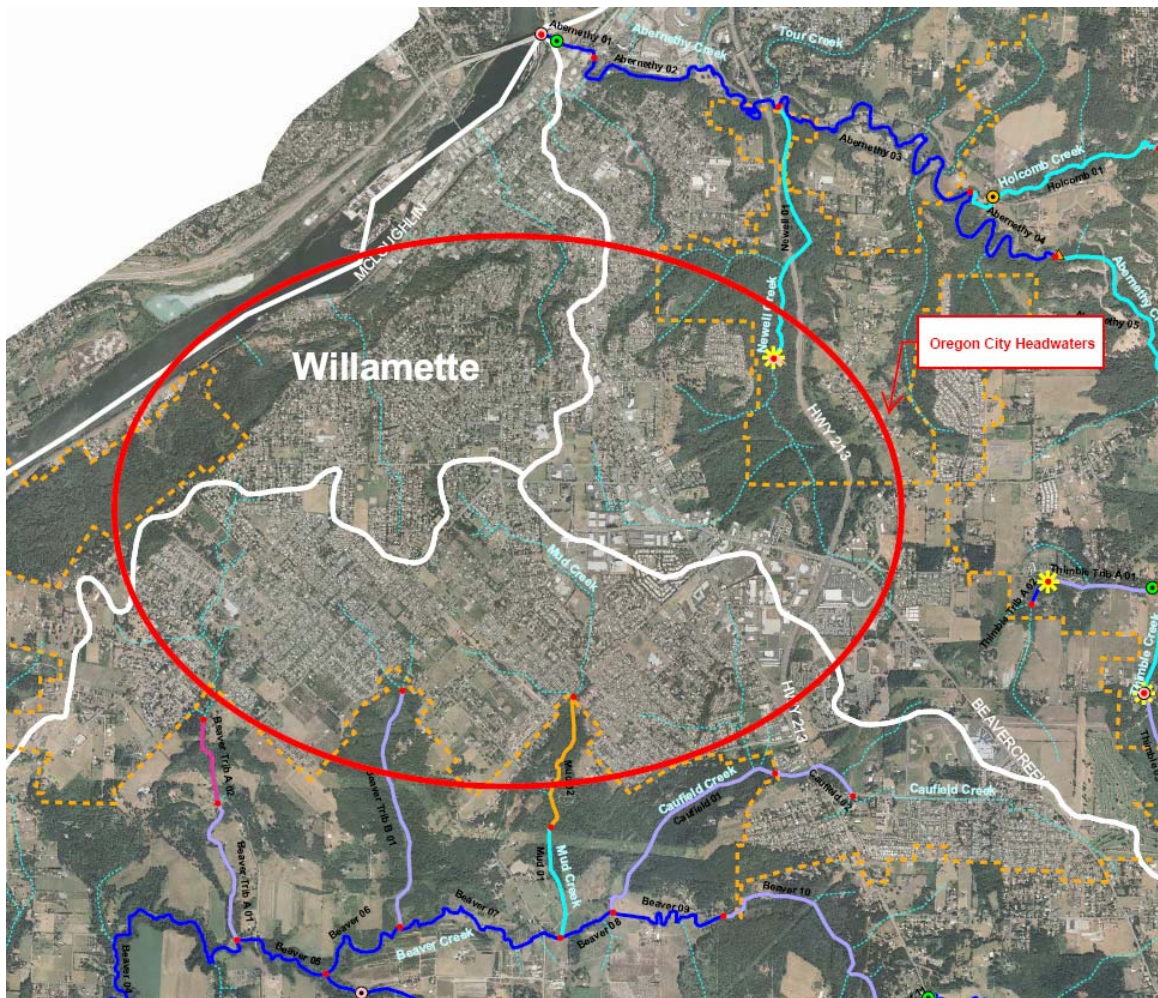 Abernethy 01
Abernethy Creek
Tour Creek
Abernethy 02
Abernethy 03
Holcomb Creek
Holcomb 01
Abernethy 04
Newell 01
MCLOUGHLIN
Abernethy
05
Newell Creek
Oregon City Headwaters
Willamette
HWY 213
Mud Creek
Thimble Trib A 01
Thimble Trib A 02
Thimble Creek
HWY 213
BEAVERCREEK
Beaver Trib A 02
Beaver Trib B 01
Caufield Creek
Caufield 01
Caufield 02
Caufield Creek
Mud 01
Mud Creek
Beaver Trib A 01
Beaver 10
Beaver 06
Beaver 07
Beaver 09
Beaver 08
Beaver Creek
Beaver 05